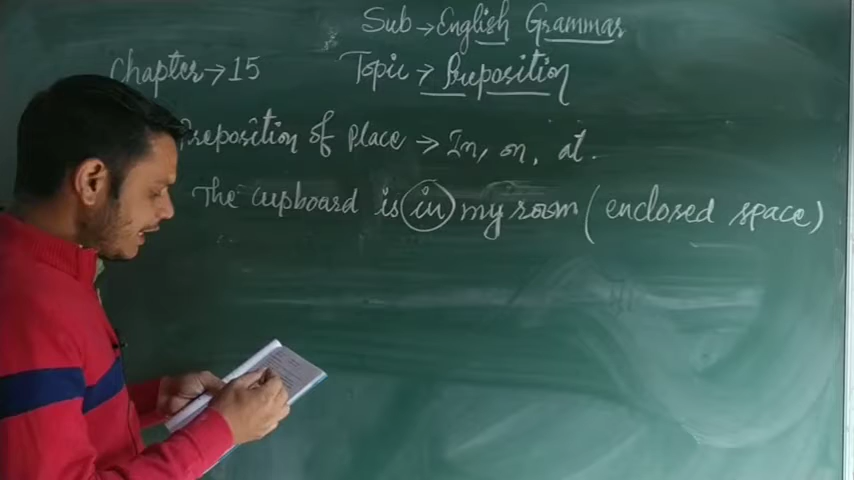 Sub → English Grammar
Chapter → 15 Topic → Preposition
Preposition of Place → In, on, at.
The cupboard is in my room (enclosed space)